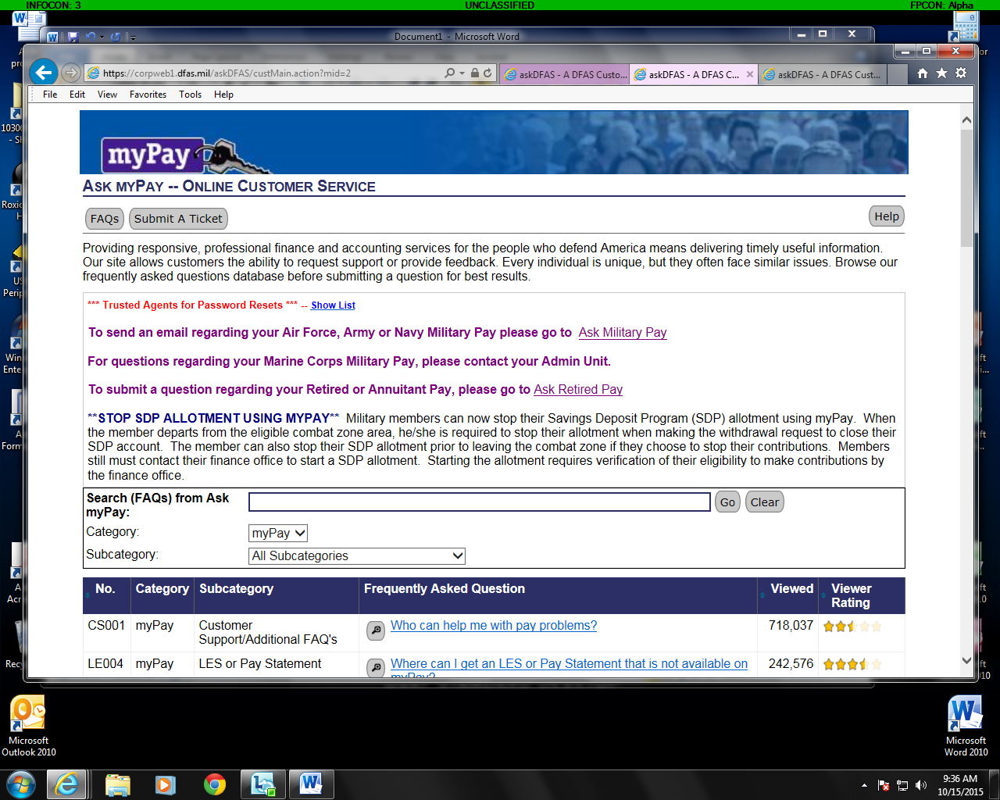 INFOCON: 3 UNCLASSIFIED FPCON: Alpha
Document1 - Microsoft Word
https://corpweb1.dfas.mil/askDFAS/custMain.action?mid=2
askDFAS - A DFAS Custo... askDFAS - A DFAS C... askDFAS - A DFAS Cust...
File Edit View Favorites Tools Help
myPay
ASK MYPAY -- ONLINE CUSTOMER SERVICE
FAQs Submit A Ticket Help
Providing responsive, professional finance and accounting services for the people who defend America means delivering timely useful information.
Our site allows customers the ability to request support or provide feedback. Every individual is unique, but they often face similar issues. Browse our
frequently asked questions database before submitting a question for best results.
*** Trusted Agents for Password Resets *** -- Show List
To send an email regarding your Air Force, Army or Navy Military Pay please go to Ask Military Pay
For questions regarding your Marine Corps Military Pay, please contact your Admin Unit.
To submit a question regarding your Retired or Annuitant Pay, please go to Ask Retired Pay
**STOP SDP ALLOTMENT USING MYPAY** Military members can now stop their Savings Deposit Program (SDP) allotment using myPay. When
the member departs from the eligible combat zone area, he/she is required to stop their allotment when making the withdrawal request to close their
SDP account. The member can also stop their SDP allotment prior to leaving the combat zone if they choose to stop their contributions. Members
still must contact their finance office to start a SDP allotment. Starting the allotment requires verification of their eligibility to make contributions by
the finance office.
Search (FAQs) from Ask
myPay:
Go Clear
Category: myPay
Subcategory: All Subcategories
No. Category Subcategory Frequently Asked Question Viewed Viewer
Rating
CS001 myPay Customer Who can help me with pay problems? 718,037
Support/Additional FAQ's
LE004 myPay LES or Pay Statement Where can I get an LES or Pay Statement that is not available on 242,576
myPay?
Microsoft
Outlook 2010
Microsoft
Word 2010
9:36 AM
10/15/2015